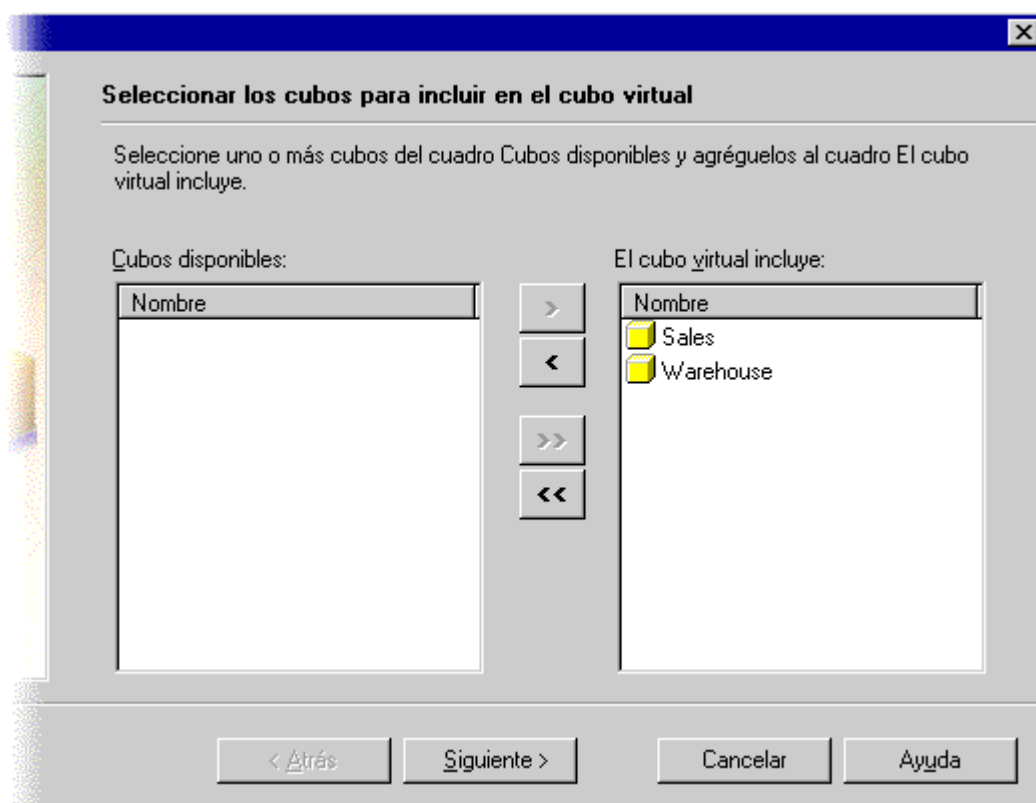 Seleccionar los cubos para incluir en el cubo virtual
Seleccione uno o más cubos del cuadro Cubos disponibles y agréguelos al cuadro El cubo
virtual incluye.
Cubos disponibles:
Nombre
>
<
>>
<<
El cubo virtual incluye:
Nombre
Sales
Warehouse
< Atrás
Siguiente >
Cancelar
Ayuda